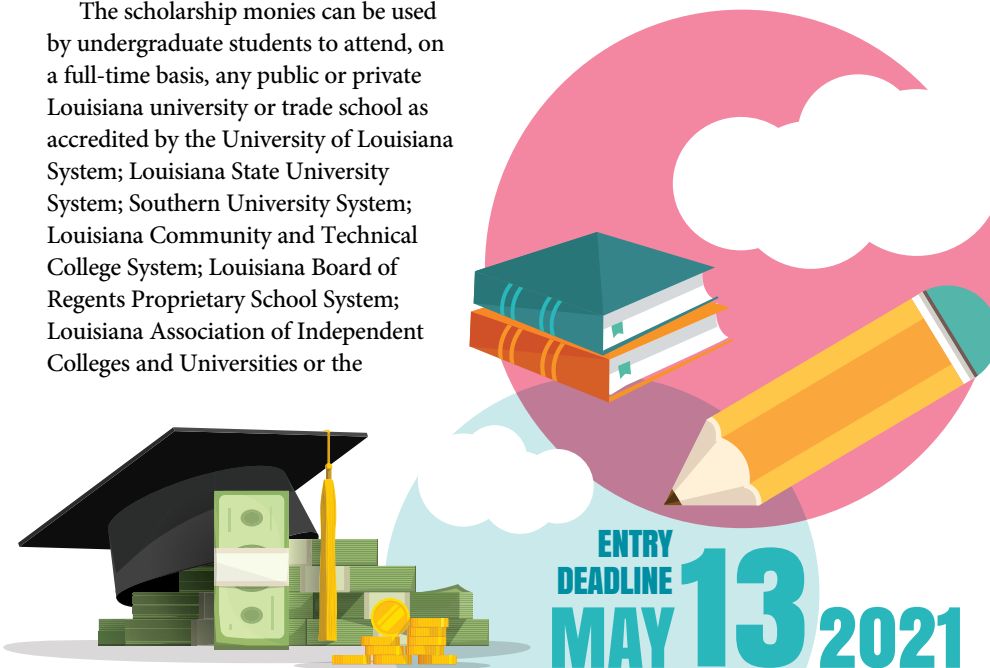 The scholarship monies can be used
by undergraduate students to attend, on
a full-time basis, any public or private
Louisiana university or trade school as
accredited by the University of Louisiana
System; Louisiana State University
System; Southern University System;
Louisiana Community and Technical
College System; Louisiana Board of
Regents Proprietary School System;
Louisiana Association of Independent
Colleges and Universities or the
ENTRY
DEADLINE
MAY 13 2021